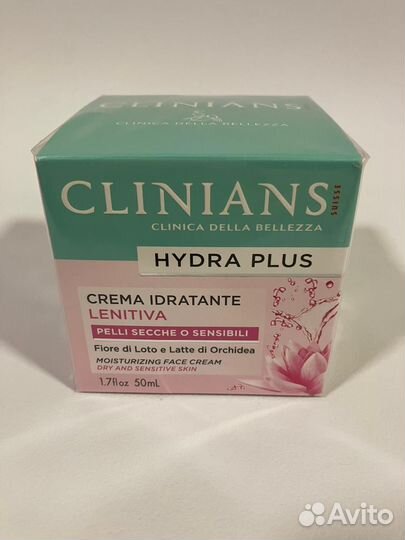 CLINIANS
CLINICA DELLA BELLEZZA
CLINIANS SUISSE
CLINICA DELLA BELLEZZA
HYDRA PLUS
CREMA IDRATANTE
LENITIVA
PELLI SECCHE O SENSIBILI
Fiore di Loto e Latte di Orchidea
MOISTURIZING FACE CREAM
DRY AND SENSITIVE SKIN
1.7fl oz 50mL
Avito